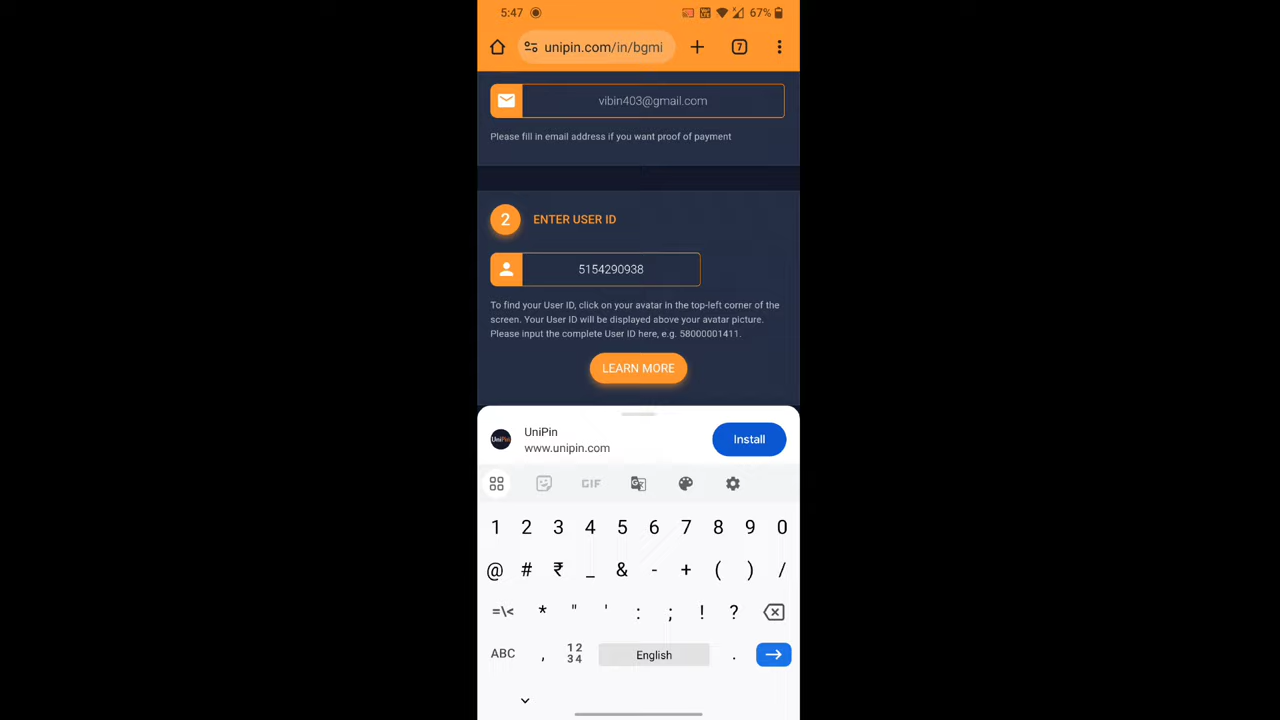 5:47
67%
unipin.com/in/bgmi
7
vibin403@gmail.com
Please fill in email address if you want proof of payment
2 ENTER USER ID
5154290938
To find your User ID, click on your avatar in the top-left corner of the
screen. Your User ID will be displayed above your avatar picture.
Please input the complete User ID here, e.g. 58000001411.
LEARN MORE
UniPin
UniPin
www.unipin.com
Install
GIF
1 2 3 4 5 6 7 8 9 0
@ # ₹ _ & - + ( ) /
=\< * " ' : ; ! ?
ABC , 12 34 English .